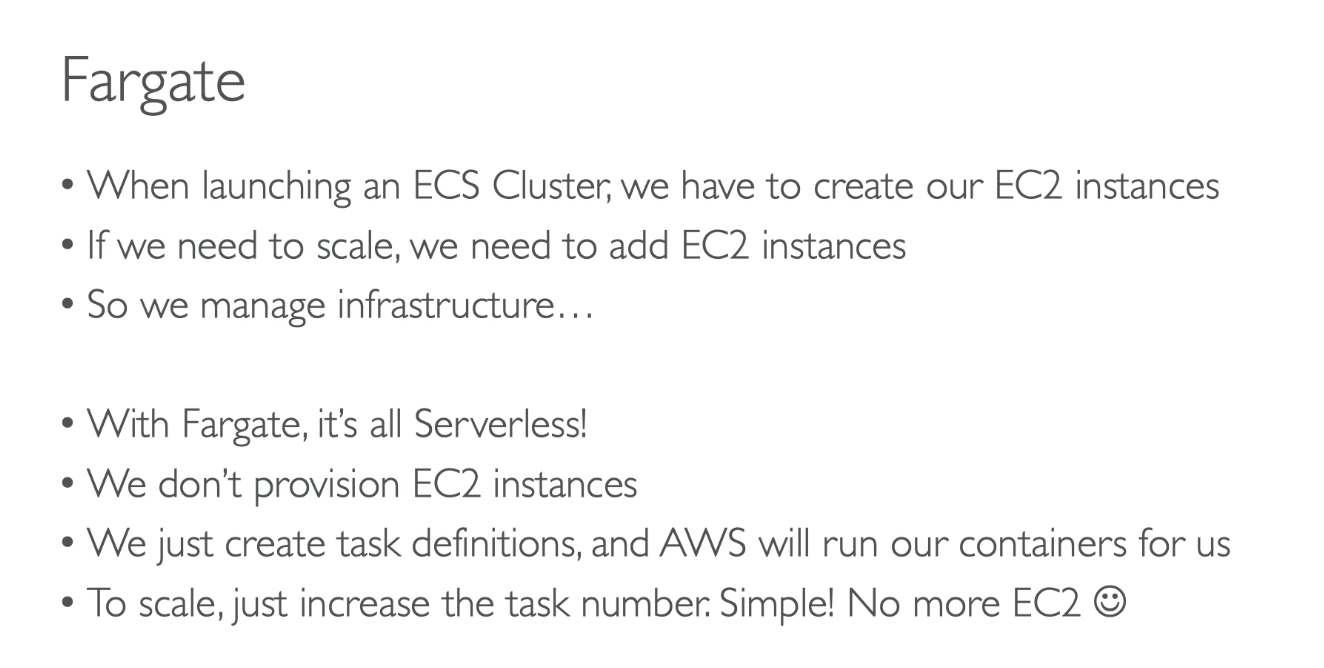 Fargate
• When launching an ECS Cluster, we have to create our EC2 instances
• If we need to scale, we need to add EC2 instances
• So we manage infrastructure…
• With Fargate, it’s all Serverless!
• We don’t provision EC2 instances
• We just create task definitions, and AWS will run our containers for us
• To scale, just increase the task number. Simple! No more EC2 ☺